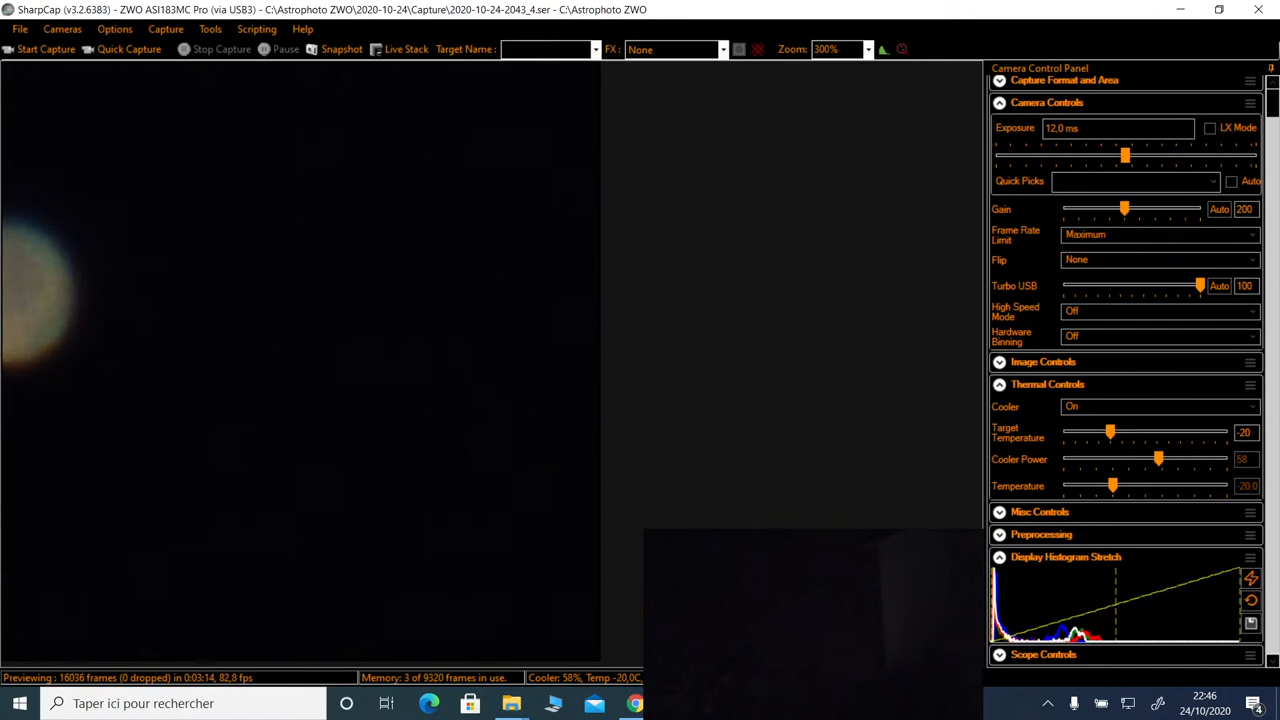 SharpCap (v3.2.6383) - ZWO ASI183MC Pro (via USB3) - C:\Astrophoto ZWO\2020-10-24\Capture\2020-10-24-2043_4.ser - C:\Astrophoto ZWO
File Cameras Options Capture Tools Scripting Help
Start Capture Quick Capture Stop Capture Pause Snapshot Live Stack Target Name : FX : None Zoom: 300%
Camera Control Panel
Capture Format and Area
Camera Controls
Exposure 12,0 ms LX Mode
Quick Picks Auto
Gain Auto 200
Frame Rate
Limit Maximum
Flip None
Turbo USB Auto 100
High Speed
Mode Off
Hardware
Binning Off
Image Controls
Thermal Controls
Cooler On
Target
Temperature -20
Cooler Power 58
Temperature -20.0
Misc Controls
Preprocessing
Display Histogram Stretch
Scope Controls
Previewing : 16036 frames (0 dropped) in 0:03:14, 82,8 fps Memory: 3 of 9320 frames in use. Cooler: 58%, Temp -20,0C,
Taper ici pour rechercher
22:46
24/10/2020
4